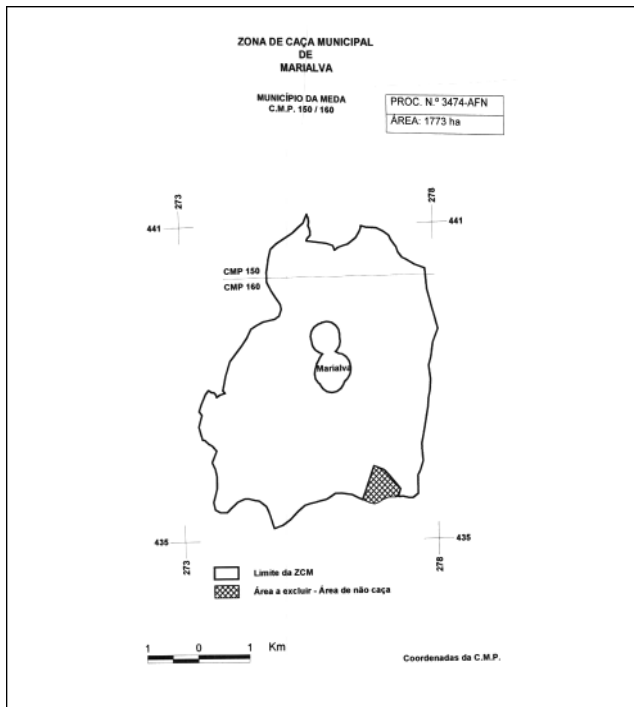 ZONA DE CAÇA MUNICIPAL
DE
MARIALVA
MUNICÍPIO DA MEDA
C.M.P. 150 / 160
PROC. N.º 3474-AFN
ÁREA: 1773 ha
273
278
441
441
CMP 150
CMP 160
Marialva
435
435
273
278
Limite da ZCM
Área a excluir - Área de não caça
1 0 1 Km
Coordenadas da C.M.P.